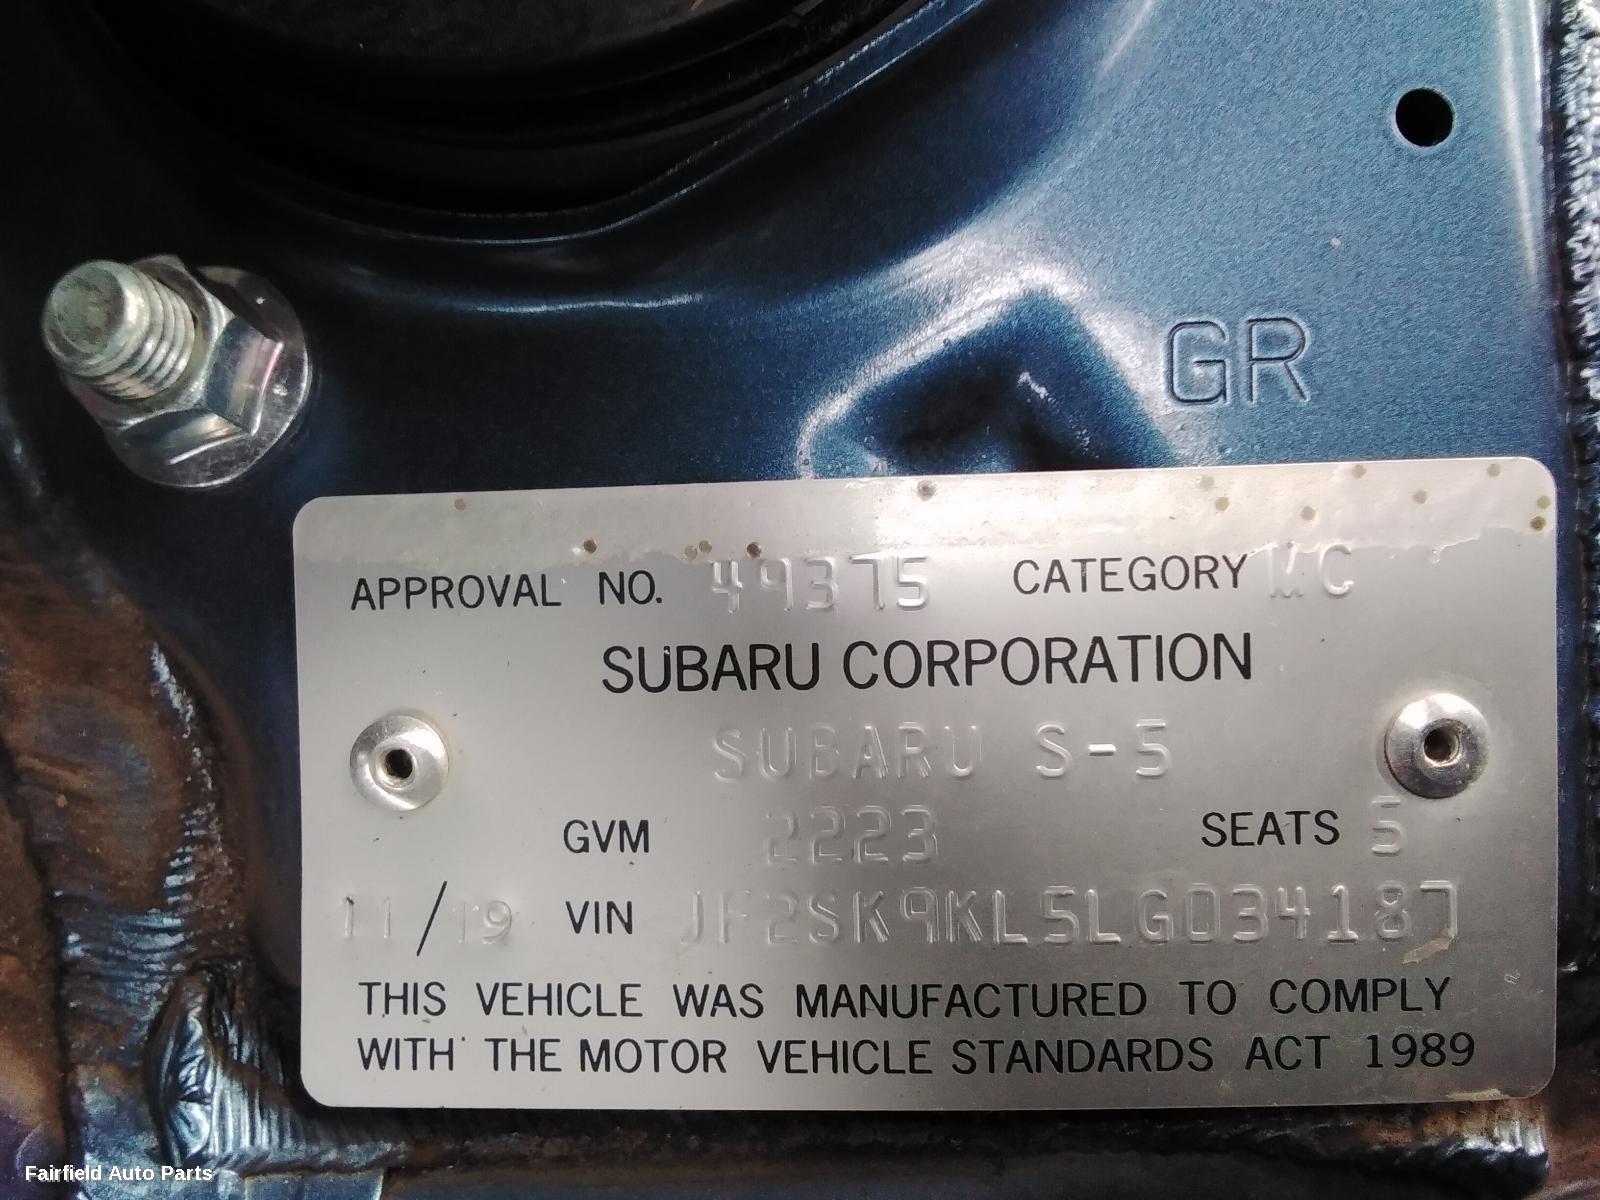 GR
APPROVAL NO. 49375 CATEGORY MC
SUBARU CORPORATION
SUBARU S-5
GVM 2223 SEATS 5
11/19 VIN JF2SK9KL5LG034187
THIS VEHICLE WAS MANUFACTURED TO COMPLY
WITH THE MOTOR VEHICLE STANDARDS ACT 1989
Fairfield Auto Parts